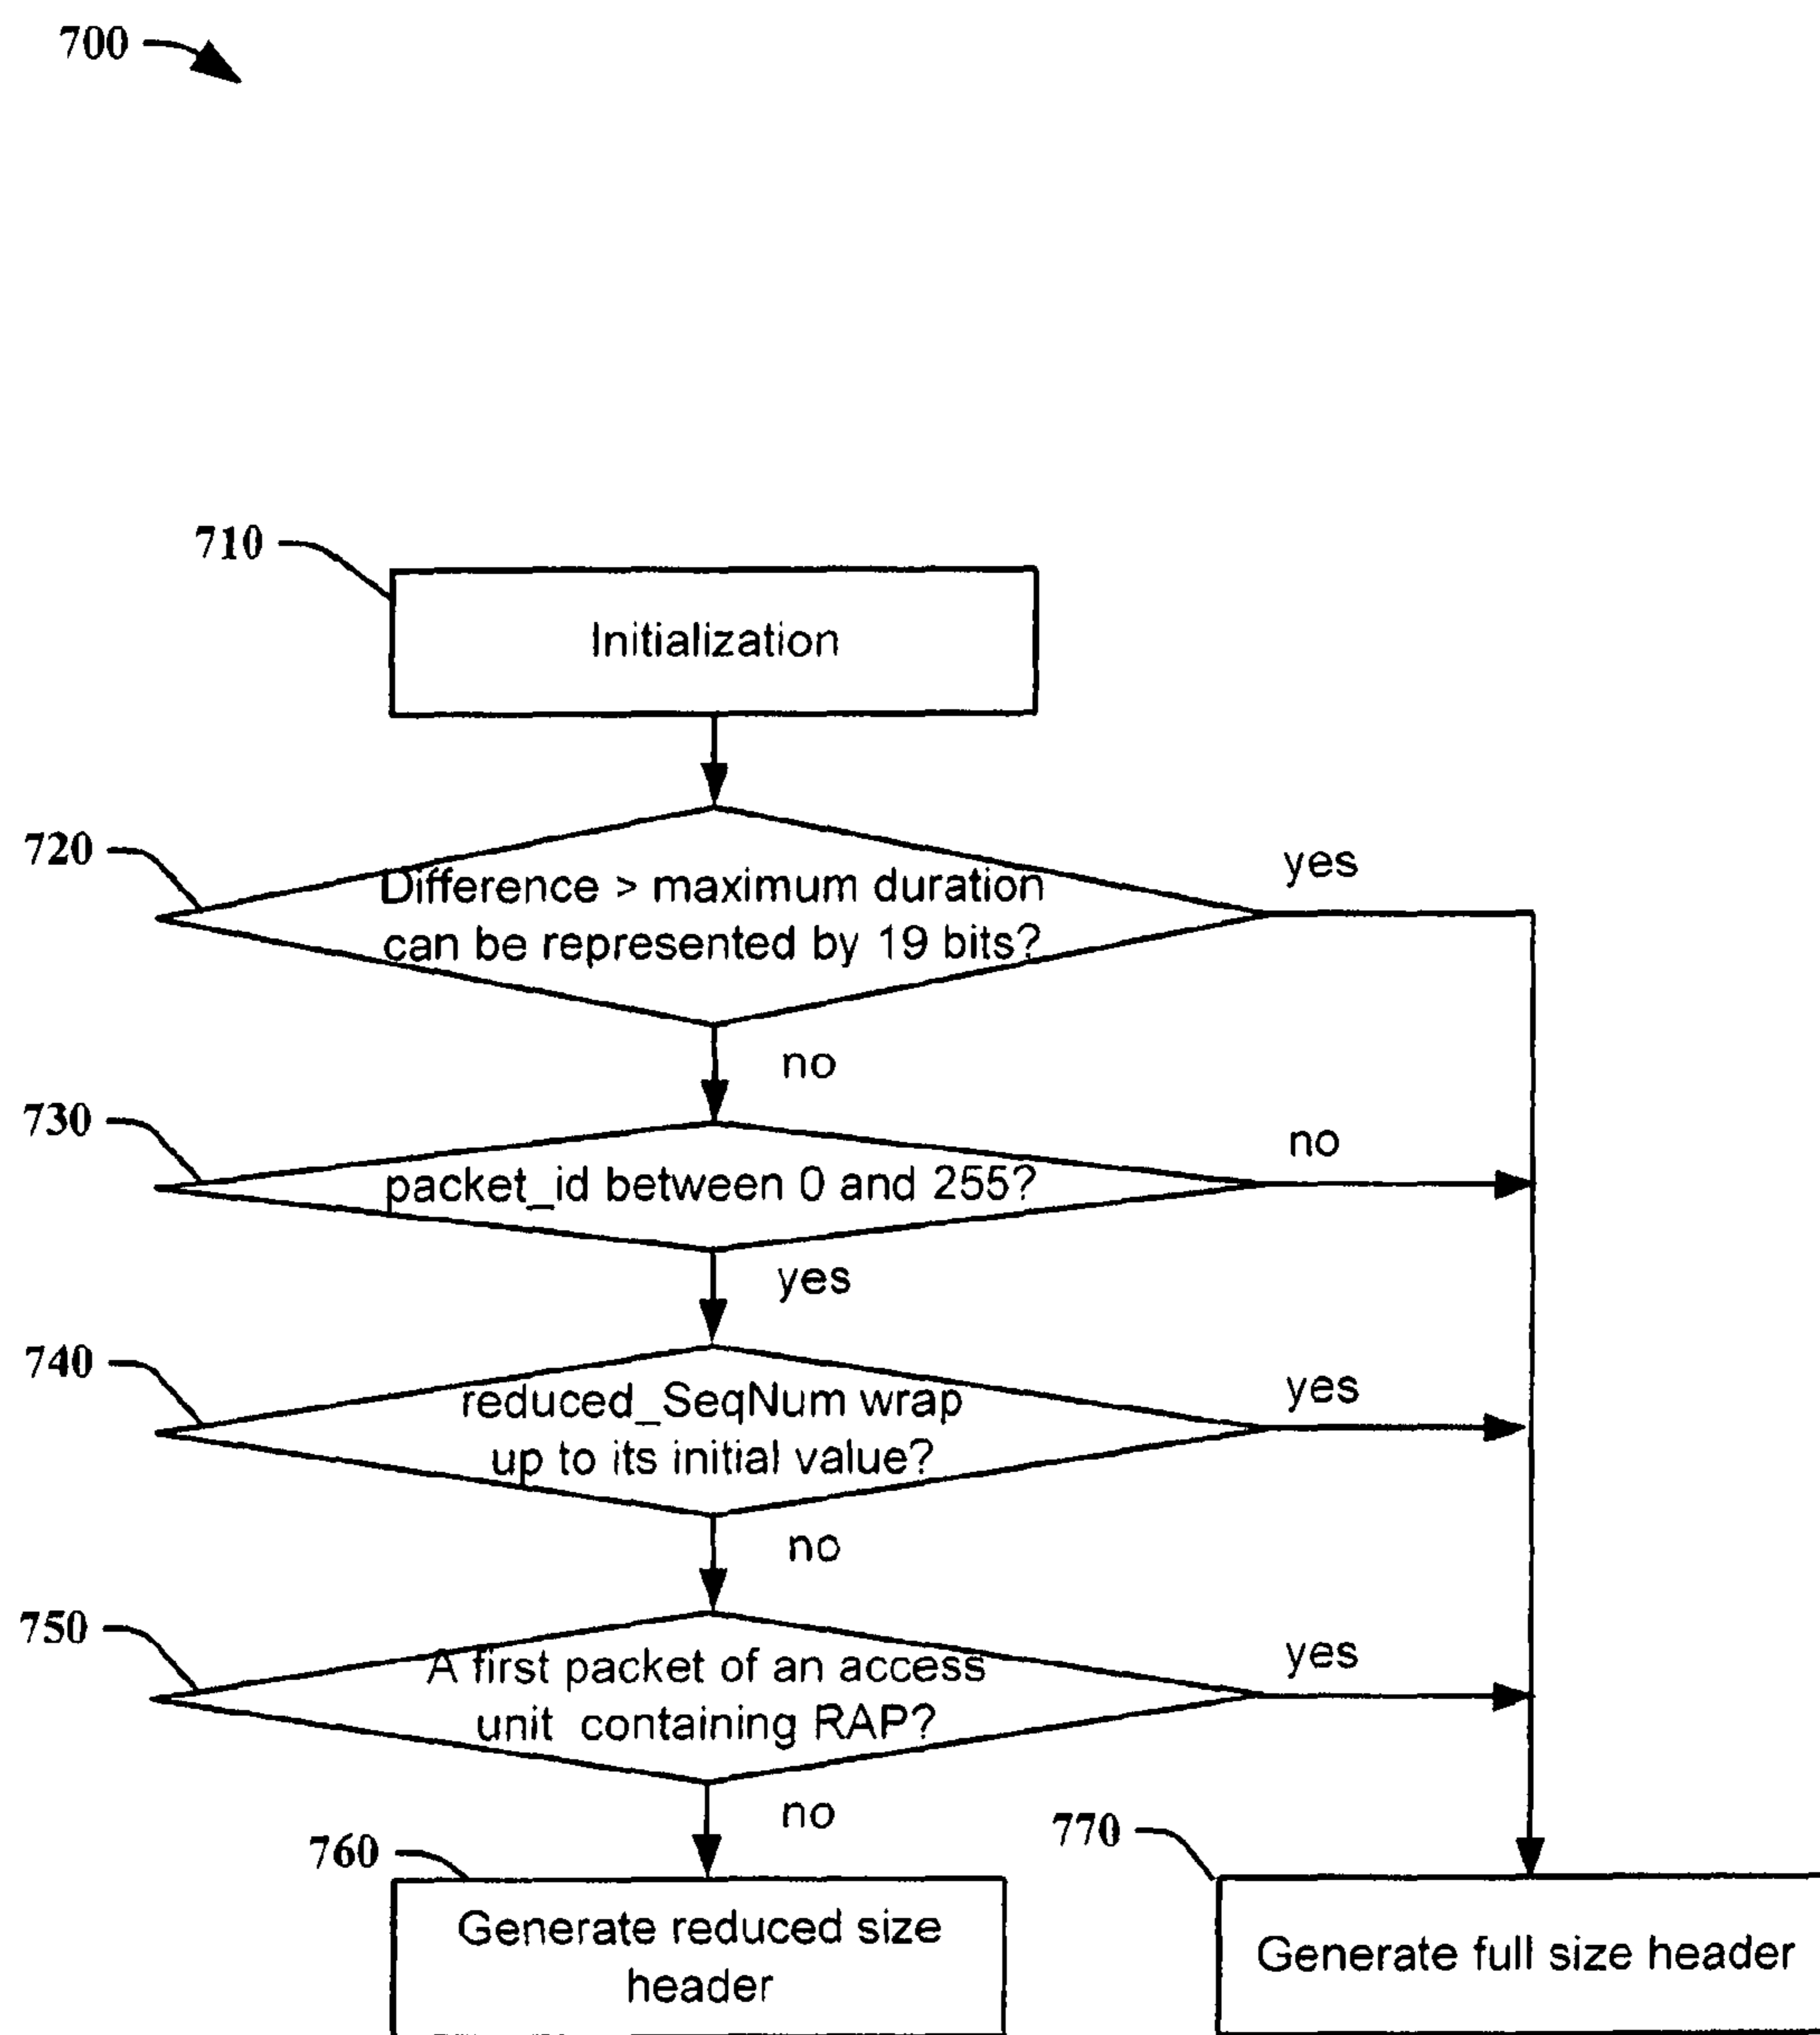 700
710
Initialization
720
Difference > maximum duration
can be represented by 19 bits?
yes
no
730
packet_id between 0 and 255?
no
yes
740
reduced_SeqNum wrap
up to its initial value?
yes
no
750
A first packet of an access
unit containing RAP?
yes
no
760
Generate reduced size
header
770
Generate full size header